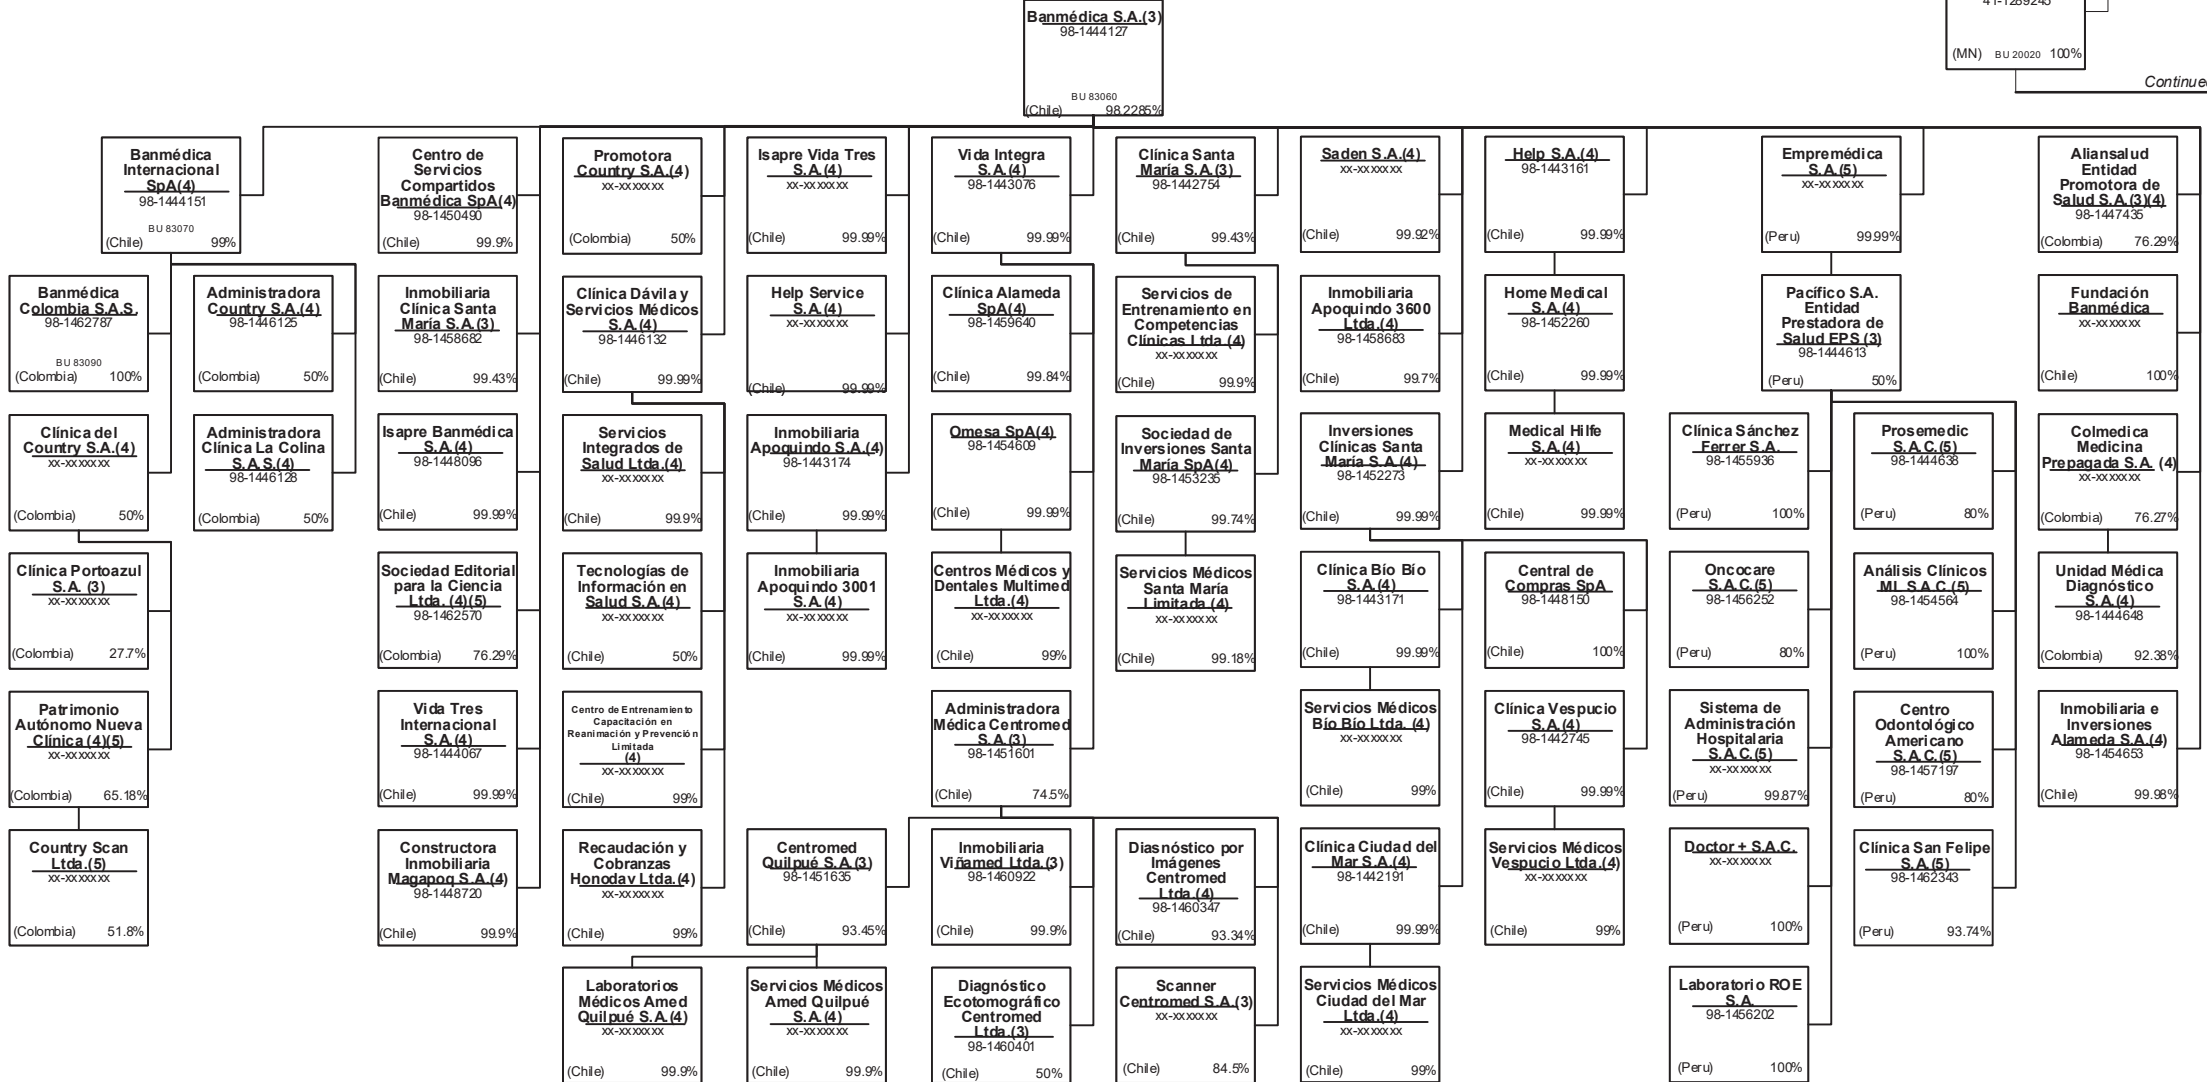 Banmédica S.A.(3)
98-1444127
BU 83060
(Chile) 98.2285%
41-1289245
(MN) BU 20020 100%
Continued
Banmédica
Internacional
SpA(4)
98-1444151
BU 83070
(Chile) 99%
Centro de
Servicios
Compartidos
Banmédica SpA(4)
98-1450490
(Chile) 99.9%
Promotora
Country S.A.(4)
xx-xxxxxxx
(Colombia) 50%
Isapre Vida Tres
S.A.(4)
xx-xxxxxxx
(Chile) 99.99%
Vida Integra
S.A.(4)
98-1443076
(Chile) 99.99%
Clínica Santa
María S.A.(3)
98-1442754
(Chile) 99.43%
Saden S.A.(4)
xx-xxxxxxx
(Chile) 99.92%
Help S.A.(4)
98-1443161
(Chile) 99.99%
Empremédica
S.A.(5)
xx-xxxxxxx
(Peru) 99.99%
Aliansalud
Entidad
Promotora de
Salud S.A.(3)(4)
98-1447435
(Colombia) 76.29%
Banmédica
Colombia S.A.S.
98-1462787
BU 83090
(Colombia) 100%
Administradora
Country S.A.(4)
98-1446125
(Colombia) 50%
Inmobiliaria
Clínica Santa
María S.A.(3)
98-1458682
(Chile) 99.43%
Clínica Dávila y
Servicios Médicos
S.A.(4)
98-1446132
(Chile) 99.99%
Help Service
S.A.(4)
xx-xxxxxxx
(Chile) 99.99%
Clínica Alameda
SpA(4)
98-1459640
(Chile) 99.84%
Servicios de
Entrenamiento en
Competencias
Clínicas Ltda.(4)
xx-xxxxxxx
(Chile) 99.9%
Inmobiliaria
Apoquindo 3600
Ltda.(4)
98-1458683
(Chile) 99.7%
Home Medical
S.A.(4)
98-1452260
(Chile) 99.99%
Pacífico S.A.
Entidad
Prestadora de
Salud EPS (3)
98-1444613
(Peru) 50%
Fundación
Banmédica
xx-xxxxxxx
(Chile) 100%
Clínica del
Country S.A.(4)
xx-xxxxxxx
(Colombia) 50%
Administradora
Clínica La Colina
S.A.S.(4)
98-1446128
(Colombia) 50%
Isapre Banmédica
S.A.(4)
98-1448096
(Chile) 99.99%
Servicios
Integrados de
Salud Ltda.(4)
xx-xxxxxxx
(Chile) 99.9%
Inmobiliaria
Apoquindo S.A.(4)
98-1443174
(Chile) 99.99%
Omesa SpA(4)
98-1454609
(Chile) 99.99%
Sociedad de
Inversiones Santa
María SpA(4)
98-1453235
(Chile) 99.74%
Inversiones
Clínicas Santa
María S.A.(4)
98-1452273
(Chile) 99.99%
Medical Hilfe
S.A.(4)
xx-xxxxxxx
(Chile) 99.99%
Clínica Sánchez
Ferrer S.A.
98-1455936
(Peru) 100%
Prosemedic
S.A.C.(5)
98-1444638
(Peru) 80%
Colmedica
Medicina
Prepagada S.A. (4)
xx-xxxxxxx
(Colombia) 76.27%
Clínica Portoazul
S.A. (3)
xx-xxxxxxx
(Colombia) 27.7%
Sociedad Editorial
para la Ciencia
Ltda. (4)(5)
98-1462570
(Colombia) 76.29%
Tecnologías de
Información en
Salud S.A.(4)
xx-xxxxxxx
(Chile) 50%
Inmobiliaria
Apoquindo 3001
S.A.(4)
xx-xxxxxxx
(Chile) 99.99%
Centros Médicos y
Dentales Multimed
Ltda.(4)
xx-xxxxxxx
(Chile) 99%
Servicios Médicos
Santa María
Limitada (4)
xx-xxxxxxx
(Chile) 99.18%
Clínica Bío Bío
S.A.(4)
98-1443171
(Chile) 99.99%
Central de
Compras SpA
98-1448150
(Chile) 100%
Oncocare
S.A.C.(5)
98-1456252
(Peru) 80%
Análisis Clínicos
ML S.A.C.(5)
98-1454564
(Peru) 100%
Unidad Médica
Diagnóstico
S.A.(4)
98-1444648
(Colombia) 92.38%
Patrimonio
Autónomo Nueva
Clínica (4)(5)
xx-xxxxxxx
(Colombia) 65.18%
Vida Tres
Internacional
S.A.(4)
98-1444067
(Chile) 99.99%
Centro de Entrenamiento
Capacitación en
Reanimación y Prevención
Limitada
(4)
xx-xxxxxxx
(Chile) 99%
Administradora
Médica Centromed
S.A.(3)
98-1451601
(Chile) 74.5%
Servicios Médicos
Bío Bío Ltda. (4)
xx-xxxxxxx
(Chile) 99%
Clínica Vespucio
S.A.(4)
98-1442745
(Chile) 99.99%
Sistema de
Administración
Hospitalaria
S.A.C.(5)
xx-xxxxxxx
(Peru) 99.87%
Centro
Odontológico
Americano
S.A.C.(5)
98-1457197
(Peru) 80%
Inmobiliaria e
Inversiones
Alameda S.A.(4)
98-1454653
(Chile) 99.98%
Country Scan
Ltda.(5)
xx-xxxxxxx
(Colombia) 51.8%
Constructora
Inmobiliaria
Magapoq S.A.(4)
98-1448720
(Chile) 99.9%
Recaudación y
Cobranzas
Honodav Ltda.(4)
xx-xxxxxxx
(Chile) 99%
Centromed
Quilpué S.A.(3)
98-1451635
(Chile) 93.45%
Inmobiliaria
Viñamed Ltda.(3)
98-1460922
(Chile) 99.9%
Diasnóstico por
Imágenes
Centromed
Ltda.(4)
98-1460347
(Chile) 93.34%
Clínica Ciudad del
Mar S.A.(4)
98-1442191
(Chile) 99.99%
Servicios Médicos
Vespucio Ltda.(4)
xx-xxxxxxx
(Chile) 99%
Doctor + S.A.C.
xx-xxxxxxx
(Peru) 100%
Clínica San Felipe
S.A.(5)
98-1462343
(Peru) 93.74%
Laboratorios
Médicos Amed
Quilpué S.A.(4)
xx-xxxxxxx
(Chile) 99.9%
Servicios Médicos
Amed Quilpué
S.A.(4)
xx-xxxxxxx
(Chile) 99.9%
Diagnóstico
Ecotomográfico
Centromed
Ltda.(3)
98-1460401
(Chile) 50%
Scanner
Centromed S.A.(3)
xx-xxxxxxx
(Chile) 84.5%
Servicios Médicos
Ciudad del Mar
Ltda.(4)
xx-xxxxxxx
(Chile) 99%
Laboratorio ROE
S.A.
98-1456202
(Peru) 100%